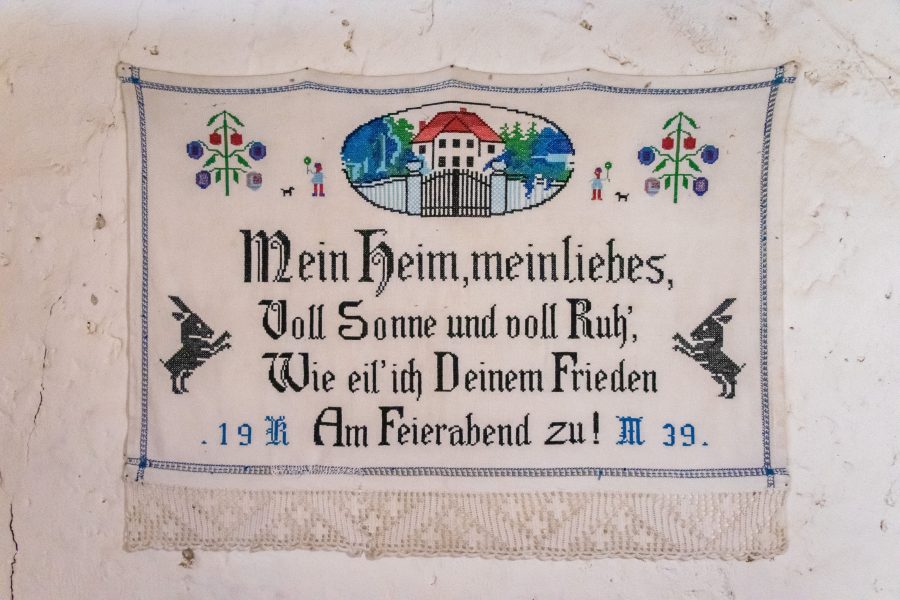 Mein Heim, mein liebes,
Voll Sonne und voll Ruh',
Wie eil' ich Deinem Frieden
.19 K Am Feierabend zu! M 39.